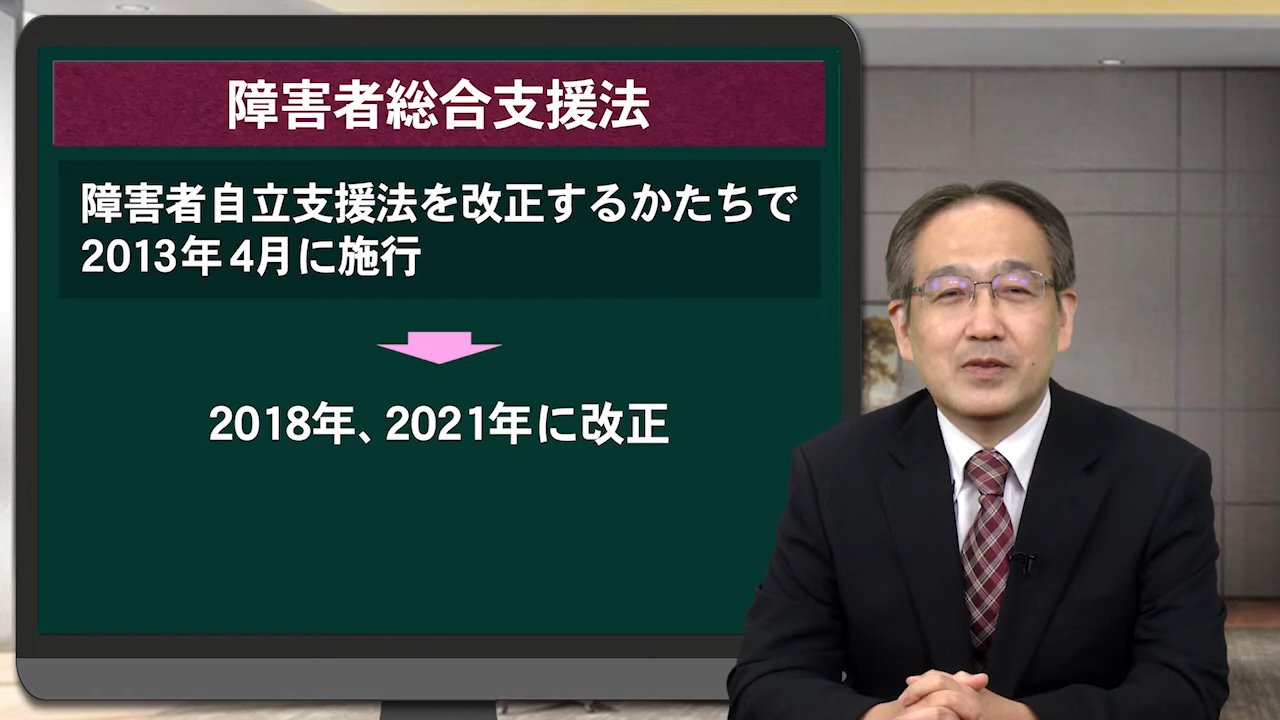 障害者総合支援法
障害者自立支援法を改正するかたちで
2013年4月に施行
2018年、2021年に改正